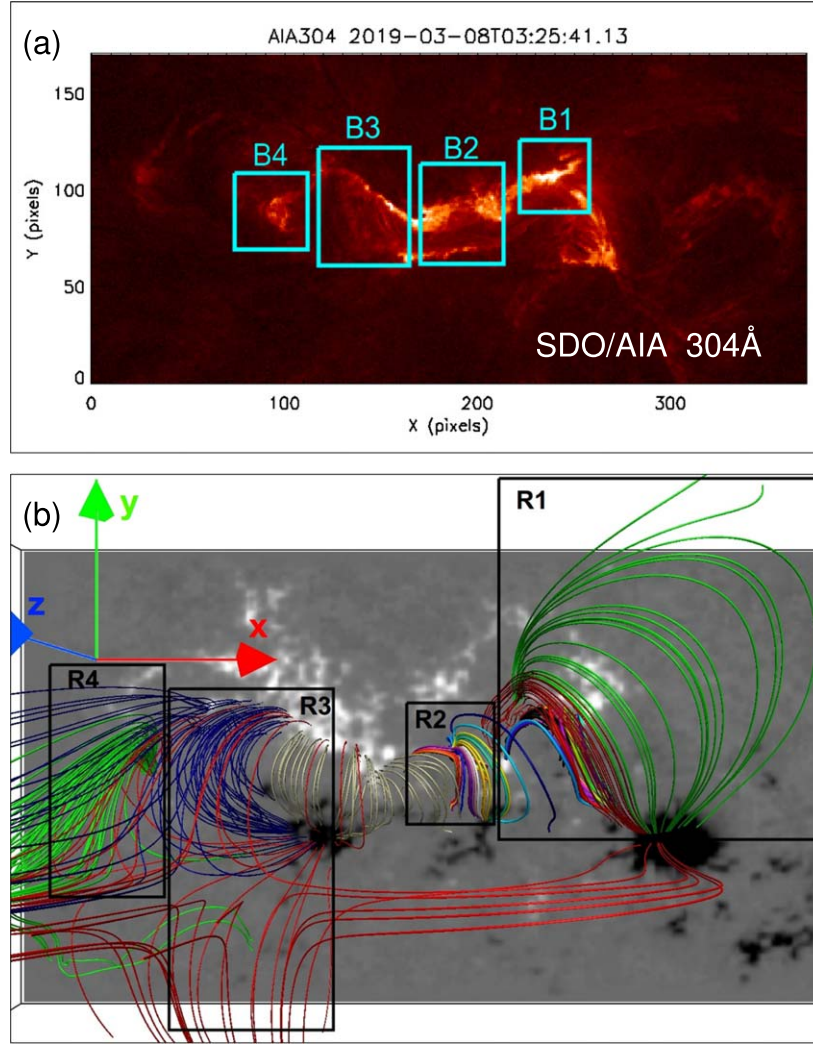 (a)
AIA304 2019-03-08T03:25:41.13
150
100
50
0
Y (pixels)
B4
B3
B2
B1
SDO/AIA 304Å
0
100
200
300
X (pixels)
(b)
y
R1
z
x
R4
R3
R2